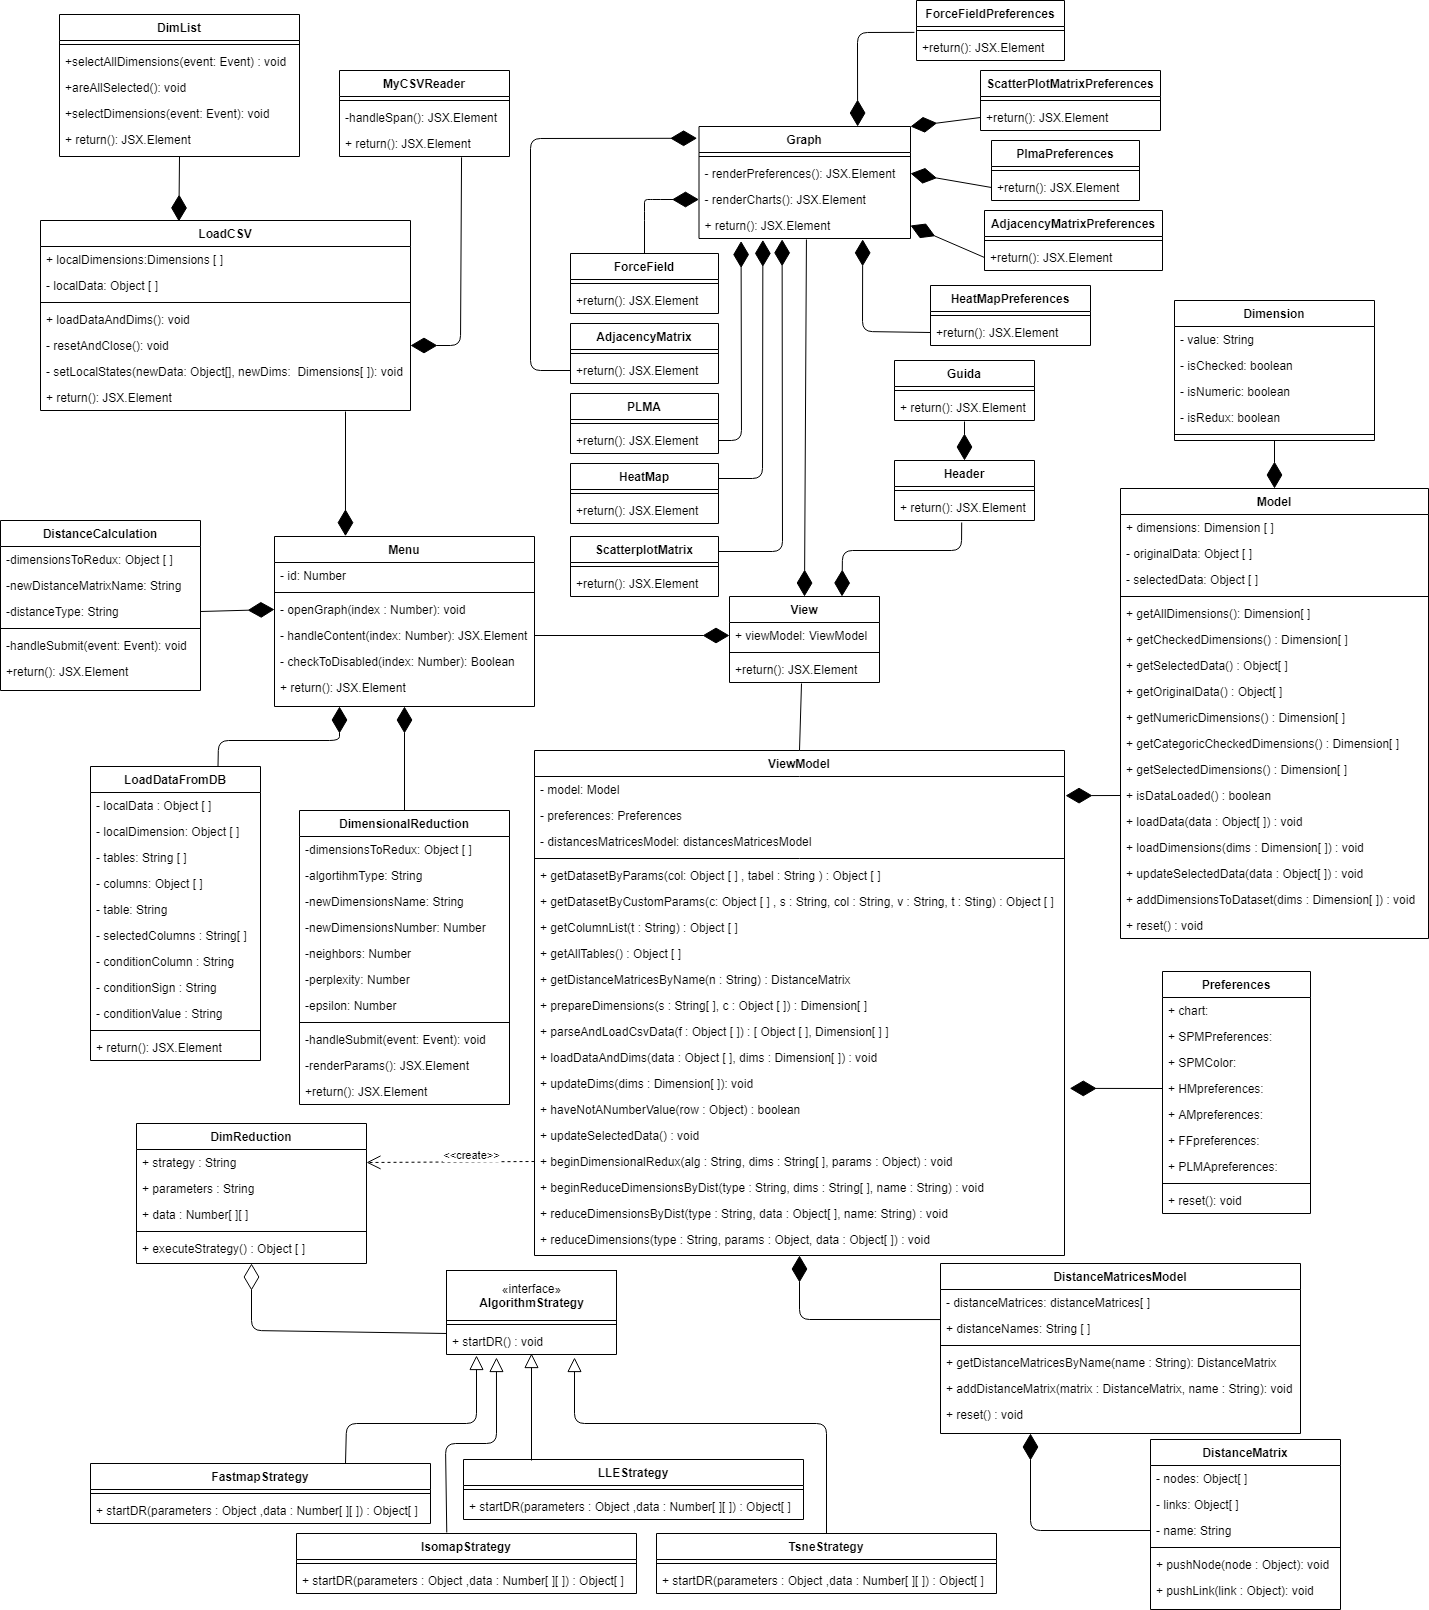 DimList
+selectAllDimensions(event: Event) : void
+areAllSelected(): void
+selectDimensions(event: Event): void
+ return(): JSX.Element
MyCSVReader
-handleSpan(): JSX.Element
+ return(): JSX.Element
LoadCSV
+ localDimensions:Dimensions [ ]
- localData: Object [ ]
+ loadDataAndDims(): void
- resetAndClose(): void
- setLocalStates(newData: Object[], newDims:  Dimensions[ ]): void
+ return(): JSX.Element
ForceFieldPreferences
+return(): JSX.Element
ScatterPlotMatrixPreferences
+return(): JSX.Element
PlmaPreferences
+return(): JSX.Element
AdjacencyMatrixPreferences
+return(): JSX.Element
HeatMapPreferences
+return(): JSX.Element
Graph
- renderPreferences(): JSX.Element
- renderCharts(): JSX.Element
+ return(): JSX.Element
ForceField
+return(): JSX.Element
AdjacencyMatrix
+return(): JSX.Element
PLMA
+return(): JSX.Element
HeatMap
+return(): JSX.Element
ScatterplotMatrix
+return(): JSX.Element
Guida
+ return(): JSX.Element
Header
+ return(): JSX.Element
Dimension
- value: String
- isChecked: boolean
- isNumeric: boolean
- isRedux: boolean
Model
+ dimensions: Dimension [ ]
- originalData: Object [ ]
- selectedData: Object [ ]
+ getAllDimensions(): Dimension[ ]
+ getCheckedDimensions() : Dimension[ ]
+ getSelectedData() : Object[ ]
+ getOriginalData() : Object[ ]
+ getNumericDimensions() : Dimension[ ]
+ getCategoricCheckedDimensions() : Dimension[ ]
+ getSelectedDimensions() : Dimension[ ]
+ isDataLoaded() : boolean
+ loadData(data : Object[ ]) : void
+ loadDimensions(dims : Dimension[ ]) : void
+ updateSelectedData(data : Object[ ]) : void
+ addDimensionsToDataset(dims : Dimension[ ]) : void
+ reset() : void
DistanceCalculation
-dimensionsToRedux: Object [ ]
-newDistanceMatrixName: String
-distanceType: String
-handleSubmit(event: Event): void
+return(): JSX.Element
Menu
- id: Number
- openGraph(index : Number): void
- handleContent(index: Number): JSX.Element
- checkToDisabled(index: Number): Boolean
+ return(): JSX.Element
View
+ viewModel: ViewModel
+return(): JSX.Element
LoadDataFromDB
- localData : Object [ ]
- localDimension: Object [ ]
- tables: String [ ]
- columns: Object [ ]
- table: String
- selectedColumns : String[ ]
- conditionColumn : String
- conditionSign : String
- conditionValue : String
+ return(): JSX.Element
DimensionalReduction
-dimensionsToRedux: Object [ ]
-algortihmType: String
-newDimensionsName: String
-newDimensionsNumber: Number
-neighbors: Number
-perplexity: Number
-epsilon: Number
-handleSubmit(event: Event): void
-renderParams(): JSX.Element
+return(): JSX.Element
ViewModel
- model: Model
- preferences: Preferences
- distancesMatricesModel: distancesMatricesModel
+ getDatasetByParams(col: Object [ ] , tabel : String ) : Object [ ]
+ getDatasetByCustomParams(c: Object [ ] , s : String, col : String, v : String, t : Sting) : Object [ ]
+ getColumnList(t : String) : Object [ ]
+ getAllTables() : Object [ ]
+ getDistanceMatricesByName(n : String) : DistanceMatrix
+ prepareDimensions(s : String[ ], c : Object [ ]) : Dimension[ ]
+ parseAndLoadCsvData(f : Object [ ]) : [ Object [ ], Dimension[ ] ]
+ loadDataAndDims(data : Object [ ], dims : Dimension[ ]) : void
+ updateDims(dims : Dimension[ ]): void
+ haveNotANumberValue(row : Object) : boolean
+ updateSelectedData() : void
+ beginDimensionalRedux(alg : String, dims : String[ ], params : Object) : void
+ beginReduceDimensionsByDist(type : String, dims : String[ ], name : String) : void
+ reduceDimensionsByDist(type : String, data : Object[ ], name: String) : void
+ reduceDimensions(type : String, params : Object, data : Object[ ]) : void
Preferences
+ chart:
+ SPMPreferences:
+ SPMColor:
+ HMpreferences:
+ AMpreferences:
+ FFpreferences:
+ PLMApreferences:
+ reset(): void
<<create>>
DimReduction
+ strategy : String
+ parameters : String
+ data : Number[ ][ ]
+ executeStrategy() : Object [ ]
«interface»
AlgorithmStrategy
+ startDR() : void
DistanceMatricesModel
- distanceMatrices: distanceMatrices[ ]
+ distanceNames: String [ ]
+ getDistanceMatricesByName(name : String): DistanceMatrix
+ addDistanceMatrix(matrix : DistanceMatrix, name : String): void
+ reset() : void
DistanceMatrix
- nodes: Object[ ]
- links: Object[ ]
- name: String
+ pushNode(node : Object): void
+ pushLink(link : Object): void
FastmapStrategy
+ startDR(parameters : Object ,data : Number[ ][ ]) : Object[ ]
LLEStrategy
+ startDR(parameters : Object ,data : Number[ ][ ]) : Object[ ]
IsomapStrategy
+ startDR(parameters : Object ,data : Number[ ][ ]) : Object[ ]
TsneStrategy
+ startDR(parameters : Object ,data : Number[ ][ ]) : Object[ ]